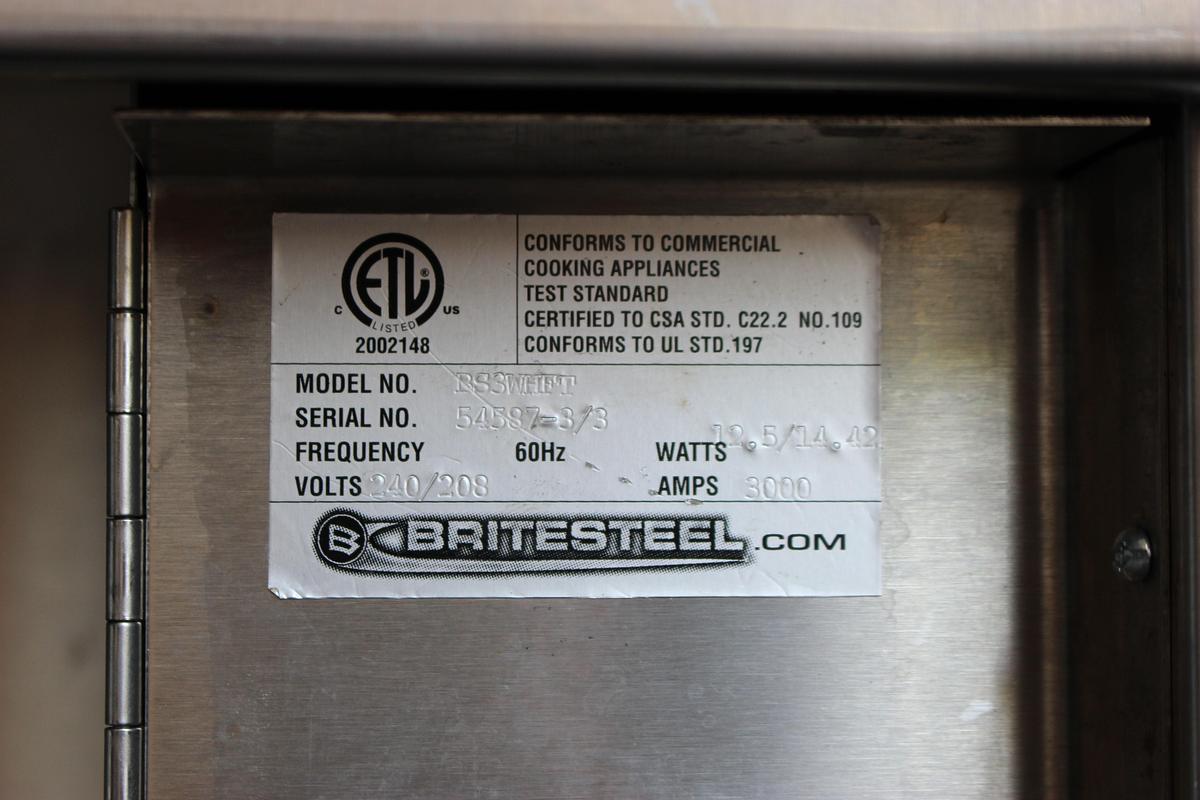 ETL®
C LISTED US
2002148
CONFORMS TO COMMERCIAL
COOKING APPLIANCES
TEST STANDARD
CERTIFIED TO CSA STD. C22.2 NO.109
CONFORMS TO UL STD.197
MODEL NO. BS3WHFT
SERIAL NO. 54587-3/3
FREQUENCY 60Hz WATTS 12.5/14.42
VOLTS 240/208 AMPS 3000
B BRITESTEEL.COM